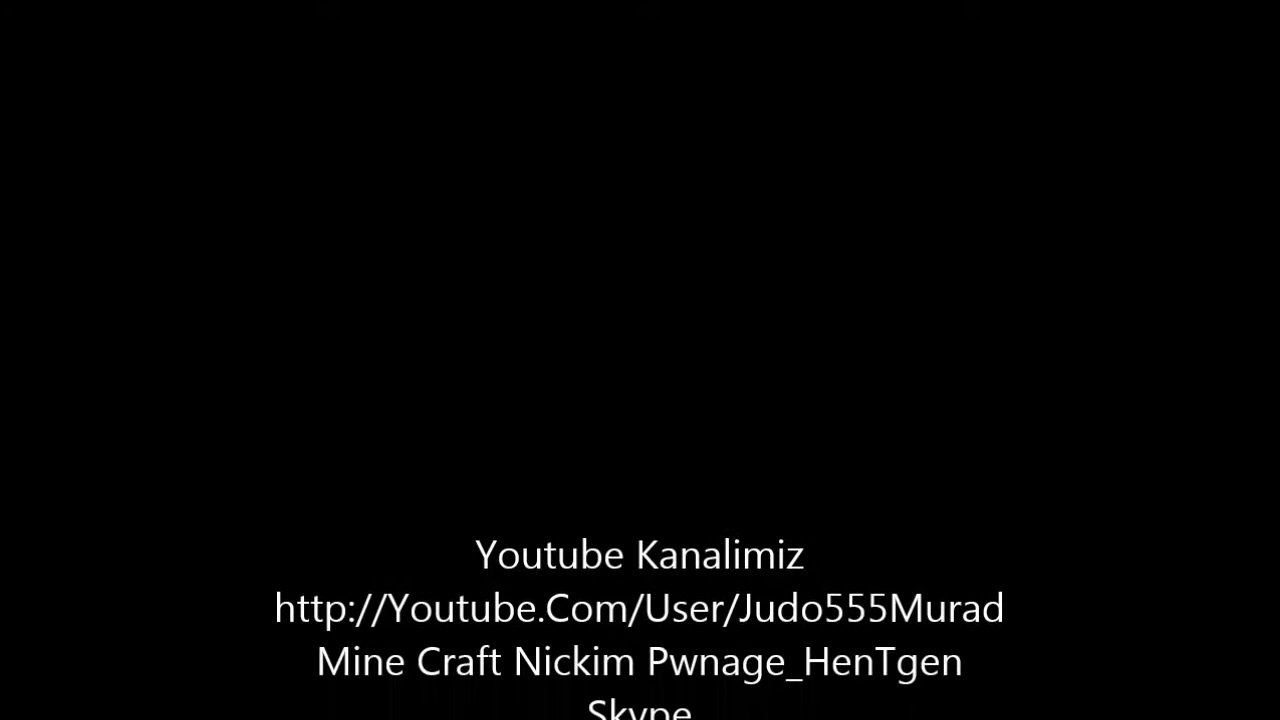 Youtube Kanalimiz
http://Youtube.Com/User/Judo555Murad
Mine Craft Nickim Pwnage_HenTgen
Skype